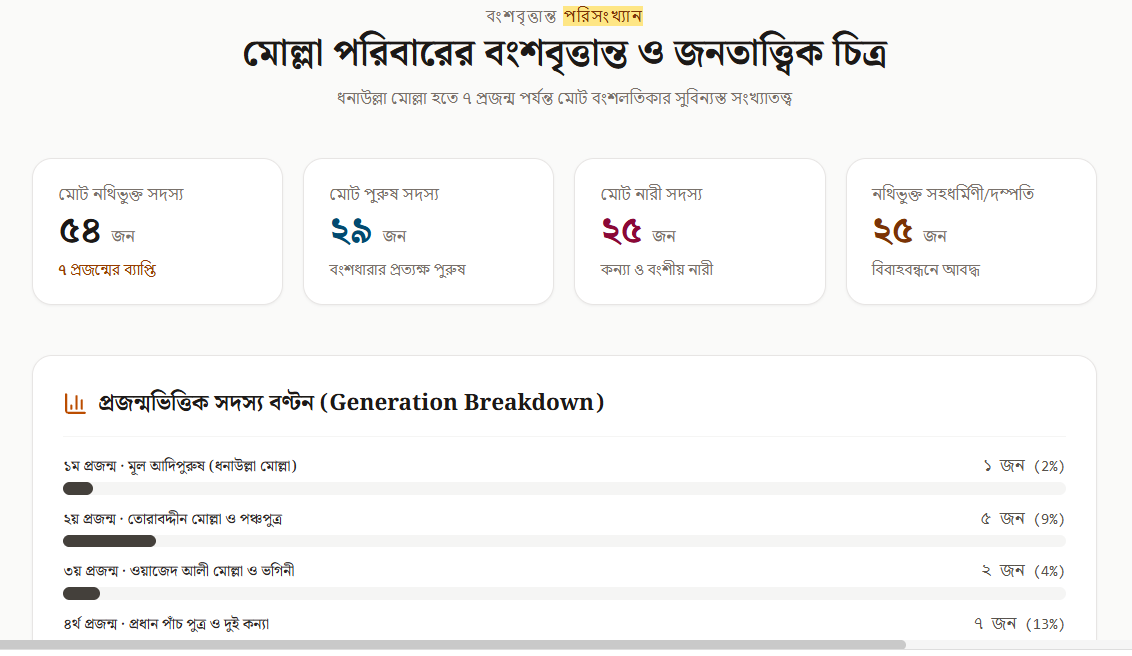 বংশবৃত্তান্ত পরিসংখ্যান
মোল্লা পরিবারের বংশবৃত্তান্ত ও জনতাত্ত্বিক চিত্র
ধনাউল্লা মোল্লা হতে ৭ প্রজন্ম পর্যন্ত মোট বংশলতিকার সুবিন্যস্ত সংখ্যাতত্ত্ব
মোট নথিভুক্ত সদস্য
৫৪ জন
৭ প্রজন্মের ব্যাপ্তি
মোট পুরুষ সদস্য
২৯ জন
বংশধারার প্রত্যক্ষ পুরুষ
মোট নারী সদস্য
২৫ জন
কন্যা ও বংশীয় নারী
নথিভুক্ত সহধর্মিণী/দম্পতি
২৫ জন
বিবাহবন্ধনে আবদ্ধ
প্রজন্মভিত্তিক সদস্য বণ্টন (Generation Breakdown)
১ম প্রজন্ম · মূল আদিপুরুষ (ধনাউল্লা মোল্লা) ১ জন (2%)
২য় প্রজন্ম · তোরাবদ্দীন মোল্লা ও পঞ্চপুত্র ৫ জন (9%)
৩য় প্রজন্ম · ওয়াজেদ আলী মোল্লা ও ভগিনী ২ জন (4%)
৪র্থ প্রজন্ম · প্রধান পাঁচ পুত্র ও দুই কন্যা ৭ জন (13%)